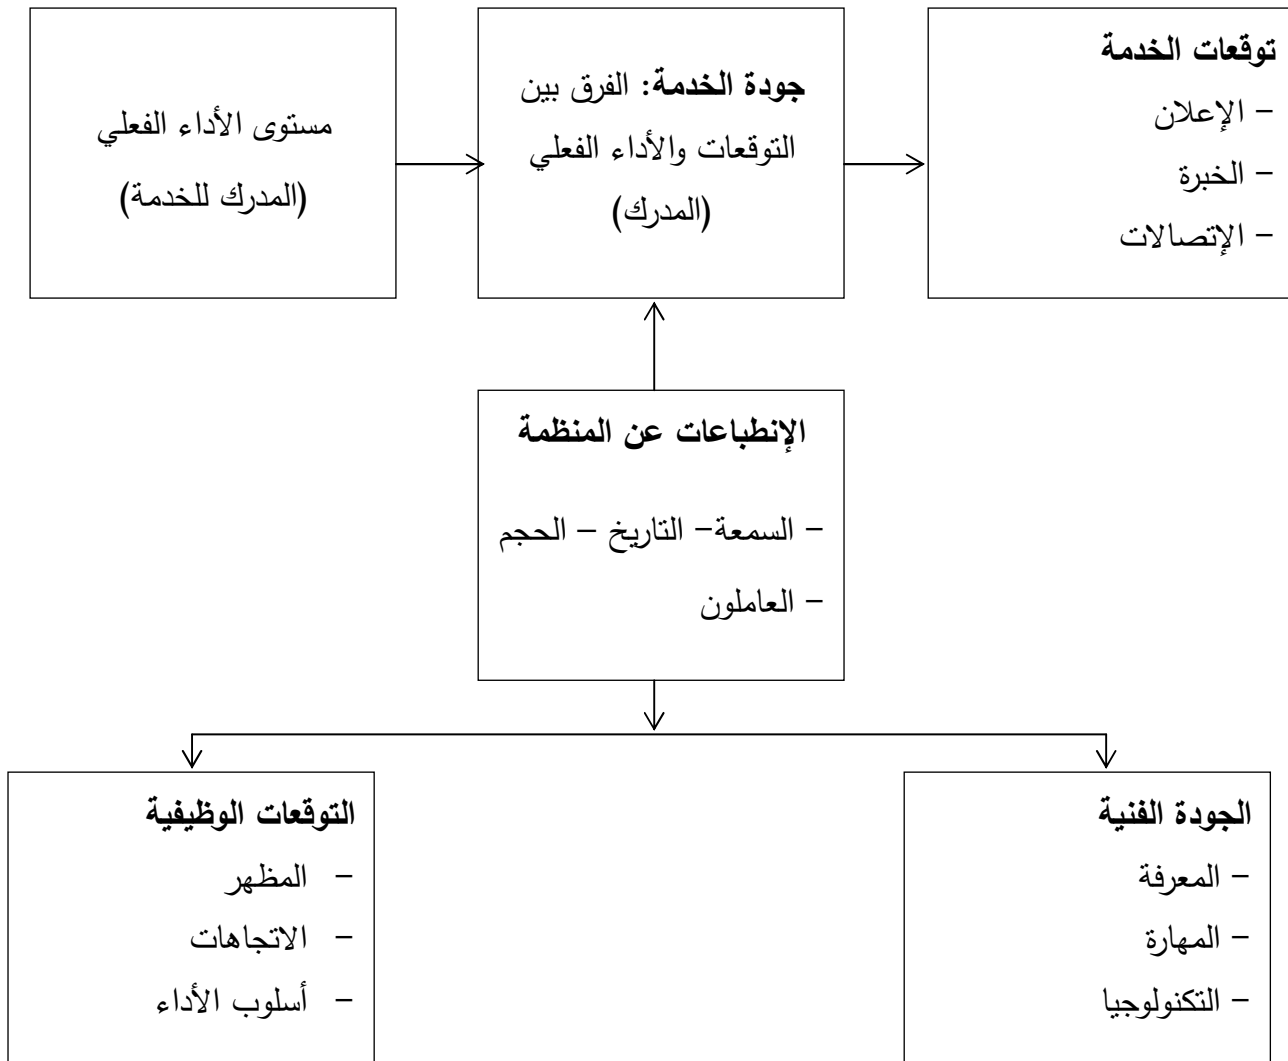 توقعات الخدمة
- الإعلان
- الخبرة
- الإتصالات
جودة الخدمة: الفرق بين
التوقعات والأداء الفعلي
(المدرك)
مستوى الأداء الفعلي
(المدرك للخدمة)
الإنطباعات عن المنظمة
- السمعة- التاريخ – الحجم
- العاملون
الجودة الفنية
- المعرفة
- المهارة
- التكنولوجيا
التوقعات الوظيفية
- المظهر
- الاتجاهات
- أسلوب الأداء